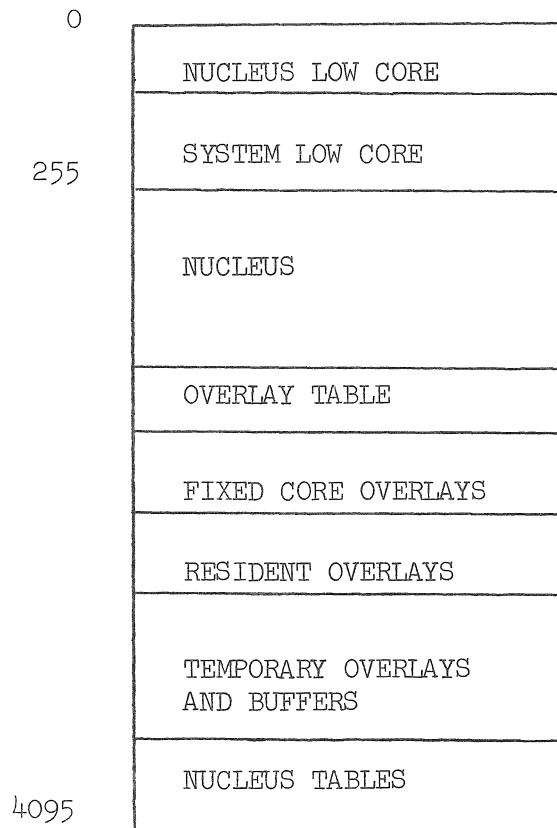 0
NUCLEUS LOW CORE
SYSTEM LOW CORE
255
NUCLEUS
OVERLAY TABLE
FIXED CORE OVERLAYS
RESIDENT OVERLAYS
TEMPORARY OVERLAYS
AND BUFFERS
NUCLEUS TABLES
4095